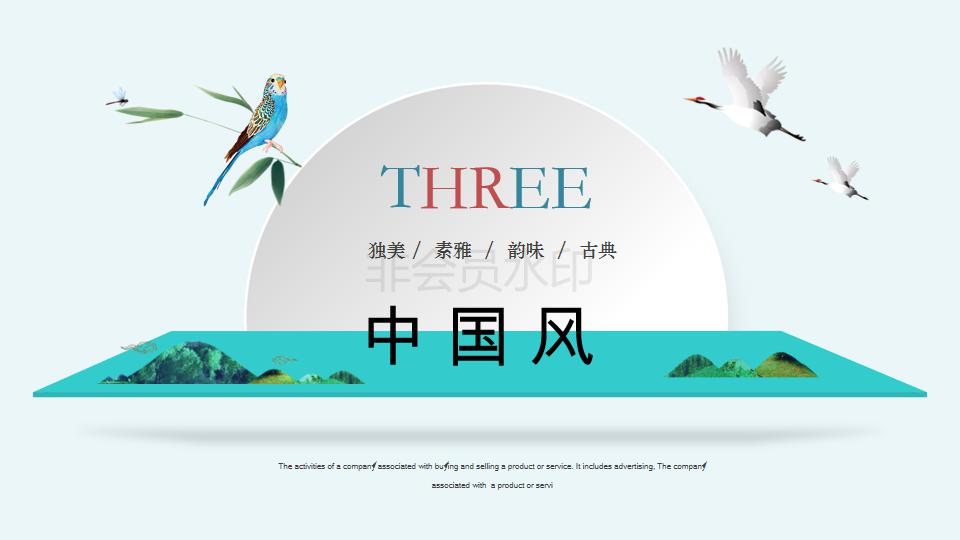 THREE
独美 / 素雅 / 韵味 / 古典
非会员水印
中国风
The activities of a company associated with buying and selling a product or service. It includes advertising, The company
associated with a product or servi